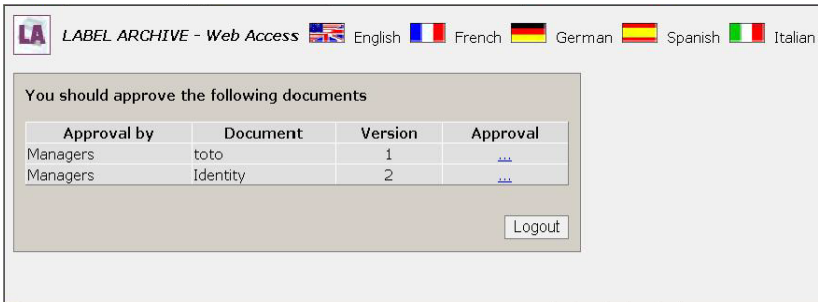 LA LABEL ARCHIVE - Web Access English French German Spanish Italian
You should approve the following documents
Approval by Document Version Approval
Managers toto 1 ...
Managers Identity 2 ...
Logout